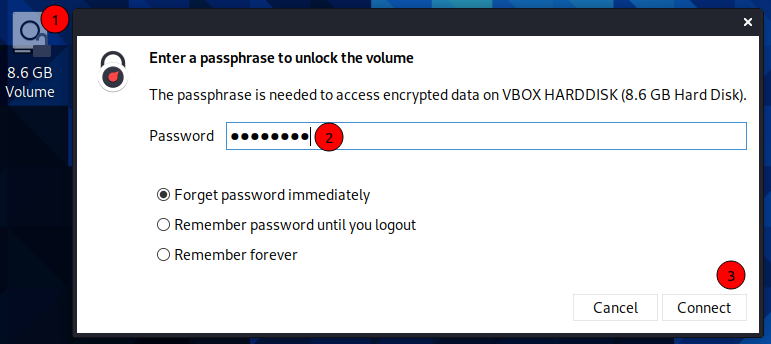 1
8.6 GB
Volume
Enter a passphrase to unlock the volume
The passphrase is needed to access encrypted data on VBOX HARDDISK (8.6 GB Hard Disk).
Password ●●●●●●●● 2
Forget password immediately
Remember password until you logout
Remember forever
3
Cancel Connect